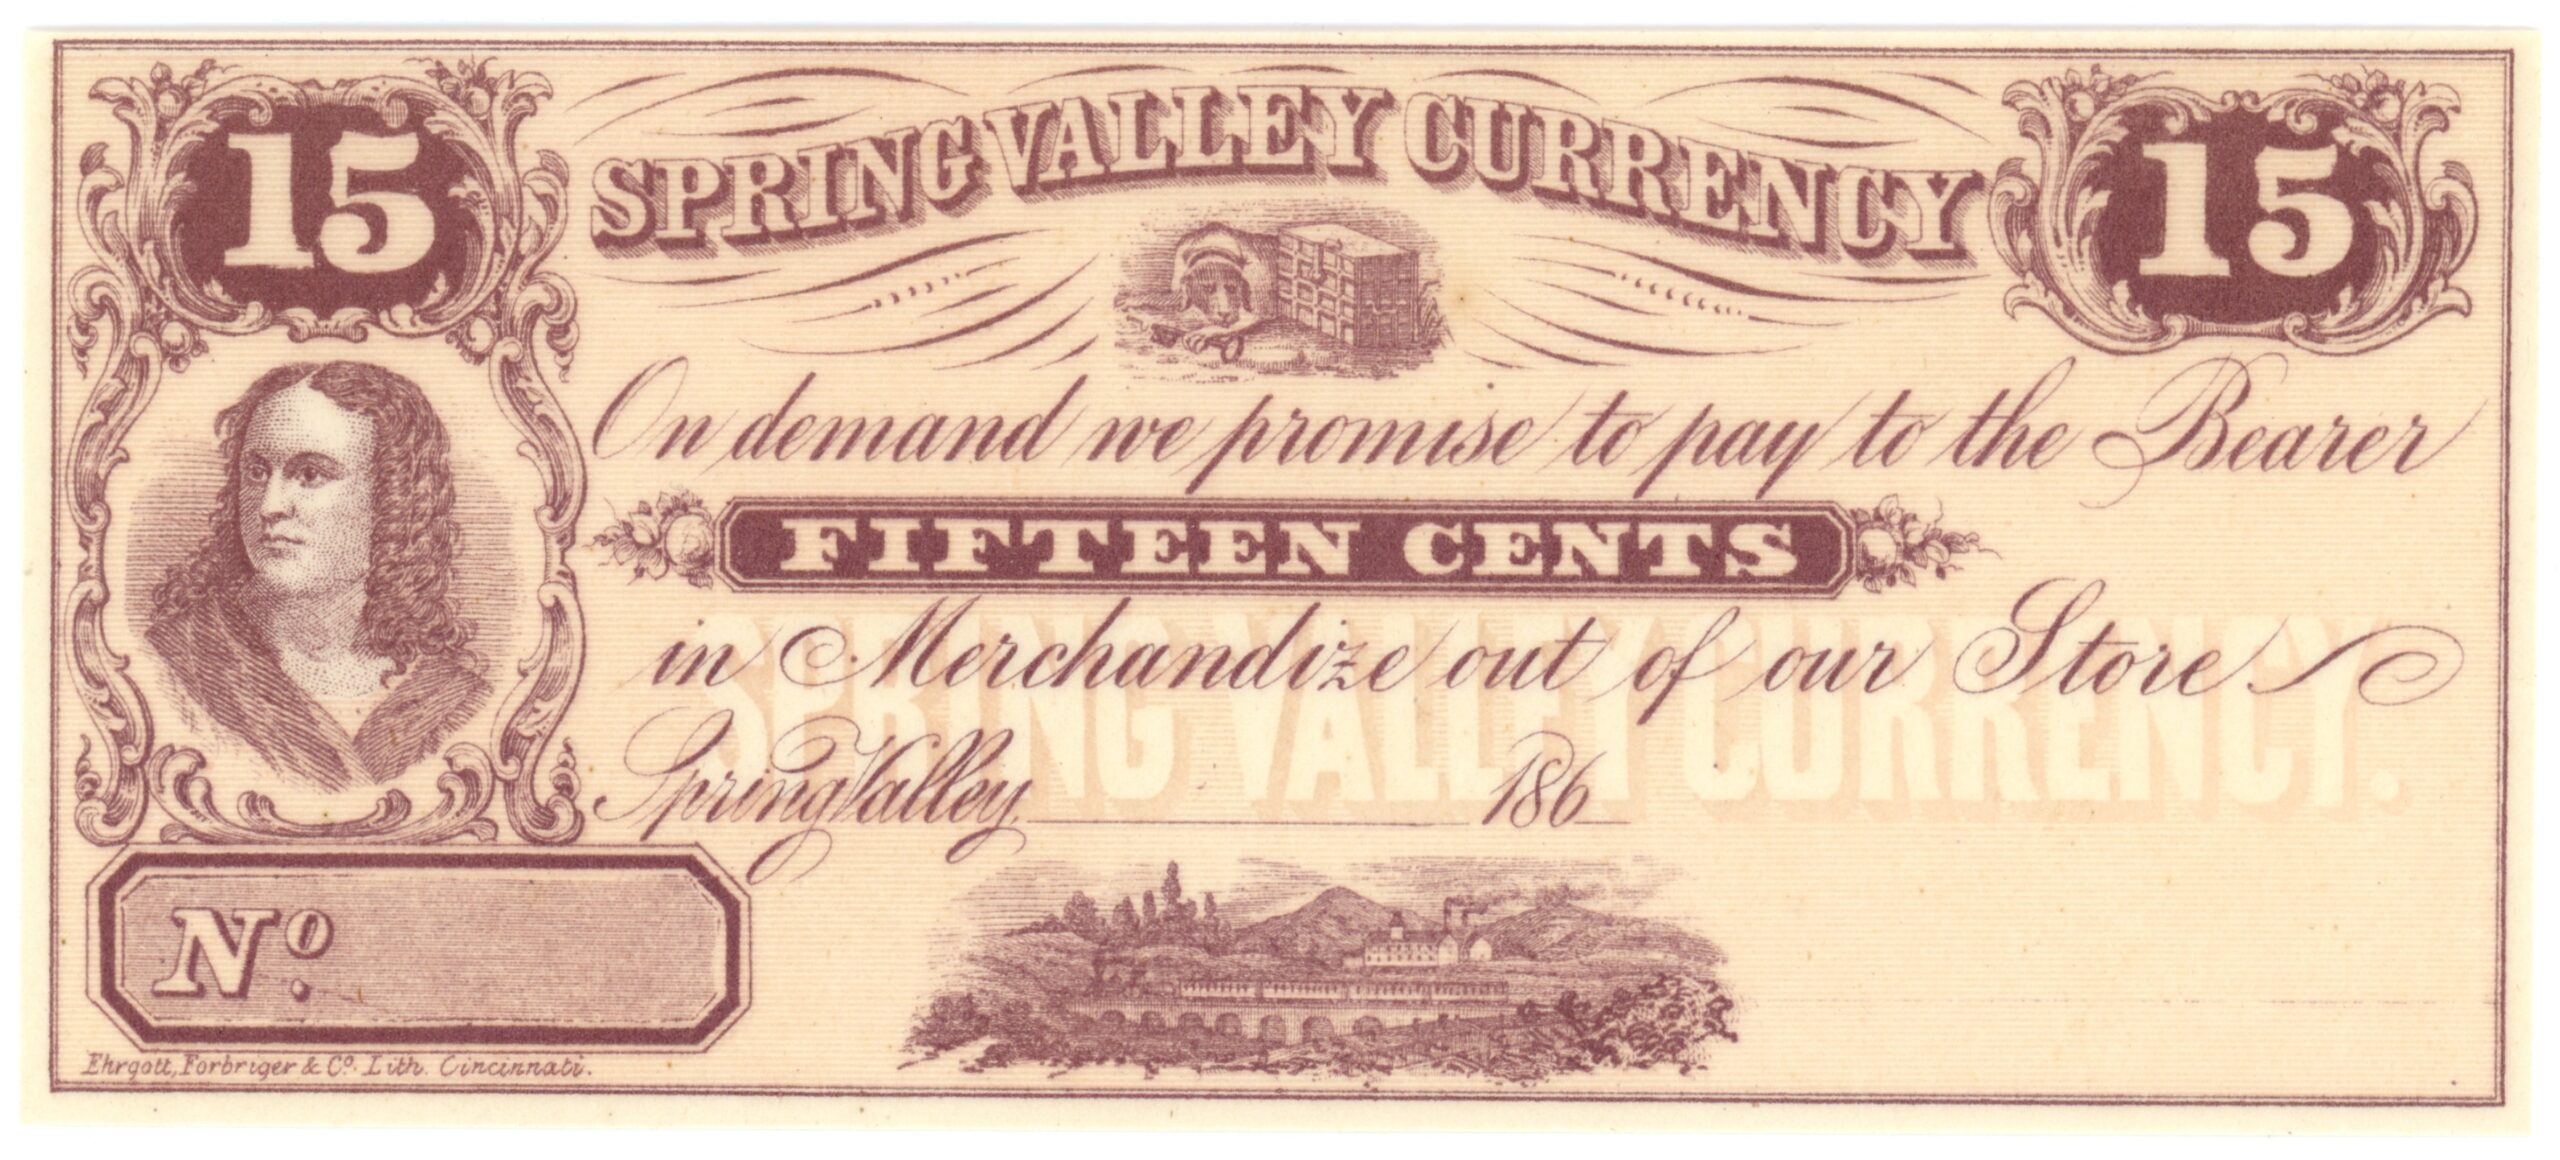 15 SPRING VALLEY CURRENCY 15
On demand we promise to pay to the Bearer
FIFTEEN CENTS
in Merchandize out of our Store
SPRING VALLEY CURRENCY.
Spring Valley, 186
No.
Ehrgott, Forbriger & Co. Lith. Cincinnati.